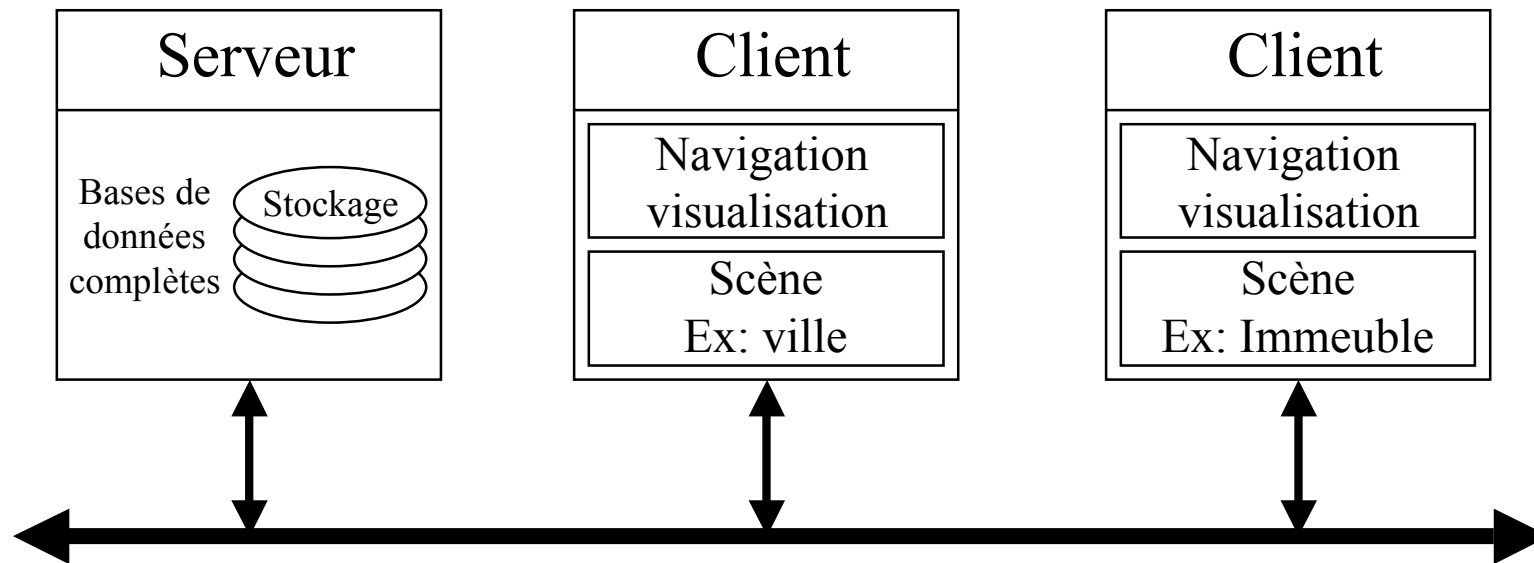 Serveur
Bases de
données
complètes
Stockage
Client
Navigation
visualisation
Scène
Ex: ville
Client
Navigation
visualisation
Scène
Ex: Immeuble